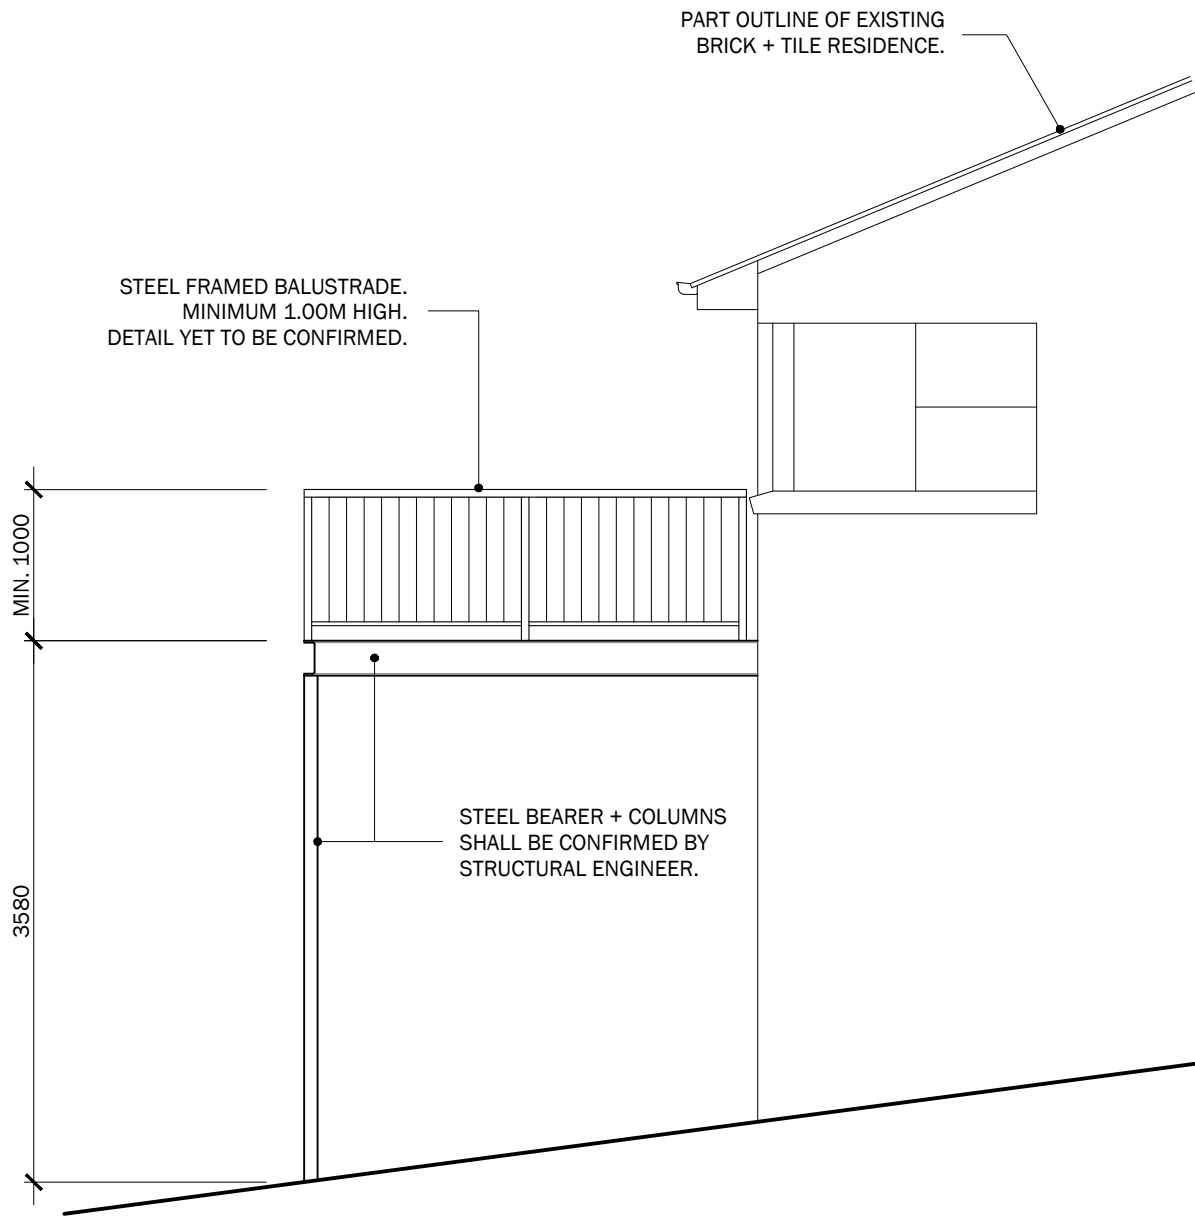 PART OUTLINE OF EXISTING
BRICK + TILE RESIDENCE.
STEEL FRAMED BALUSTRADE.
MINIMUM 1.00M HIGH.
DETAIL YET TO BE CONFIRMED.
MIN. 1000
STEEL BEARER + COLUMNS
SHALL BE CONFIRMED BY
STRUCTURAL ENGINEER.
3580